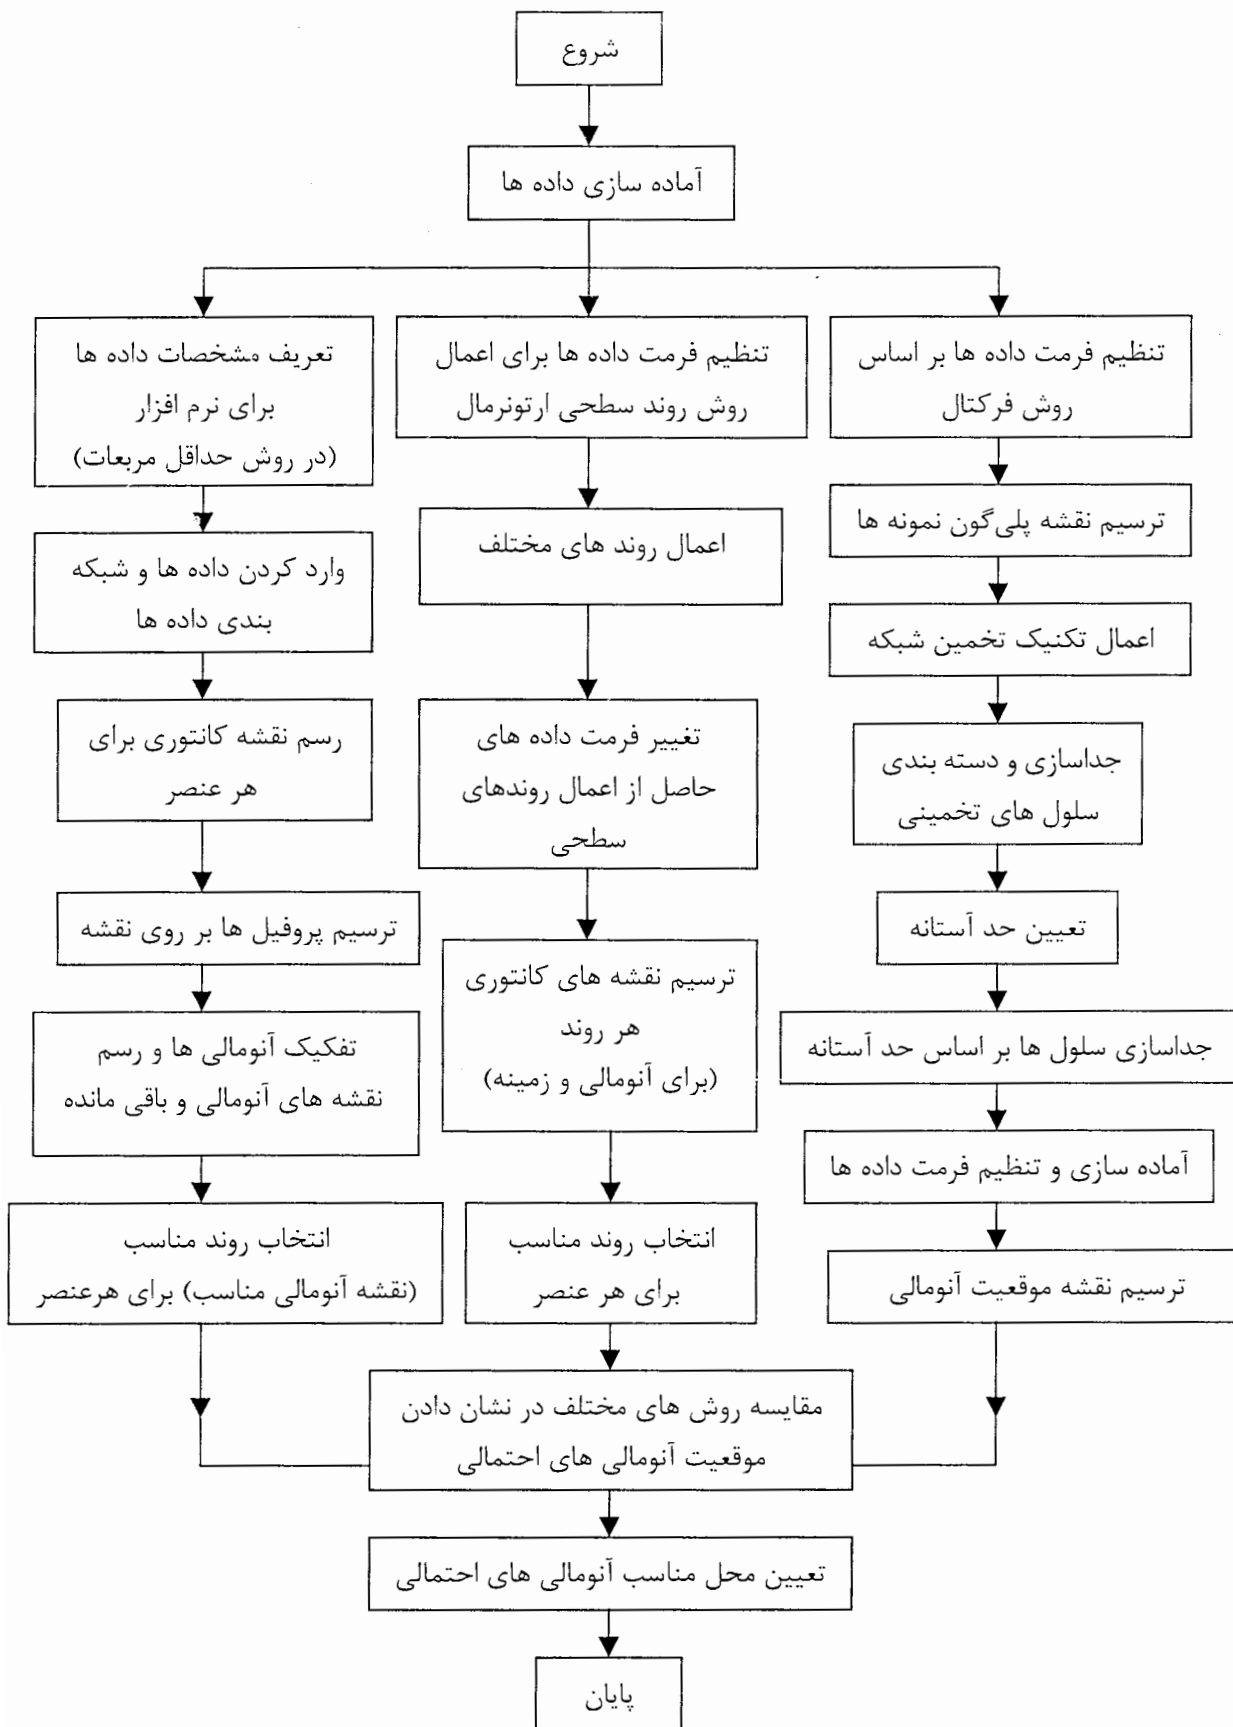 شروع
آماده سازی داده ها
تنظیم فرمت داده ها بر اساس
روش فرکتال
ترسیم نقشه پلی‌گون نمونه ها
اعمال تکنیک تخمین شبکه
جداسازی و دسته بندی
سلول های تخمینی
تعیین حد آستانه
جداسازی سلول ها بر اساس حد آستانه
آماده سازی و تنظیم فرمت داده ها
ترسیم نقشه موقعیت آنومالی
تنظیم فرمت داده ها برای اعمال
روش روند سطحی ارتونرمال
اعمال روند های مختلف
تغییر فرمت داده های
حاصل از اعمال روندهای
سطحی
ترسیم نقشه های کانتوری
هر روند
(برای آنومالی و زمینه)
انتخاب روند مناسب
برای هر عنصر
تعریف مشخصات داده ها
برای نرم افزار
(در روش حداقل مربعات)
وارد کردن داده ها و شبکه
بندی داده ها
رسم نقشه کانتوری برای
هر عنصر
ترسیم پروفیل ها بر روی نقشه
تفکیک آنومالی ها و رسم
نقشه های آنومالی و باقی مانده
انتخاب روند مناسب
(نقشه آنومالی مناسب) برای هرعنصر
مقایسه روش های مختلف در نشان دادن
موقعیت آنومالی های احتمالی
تعیین محل مناسب آنومالی های احتمالی
پایان